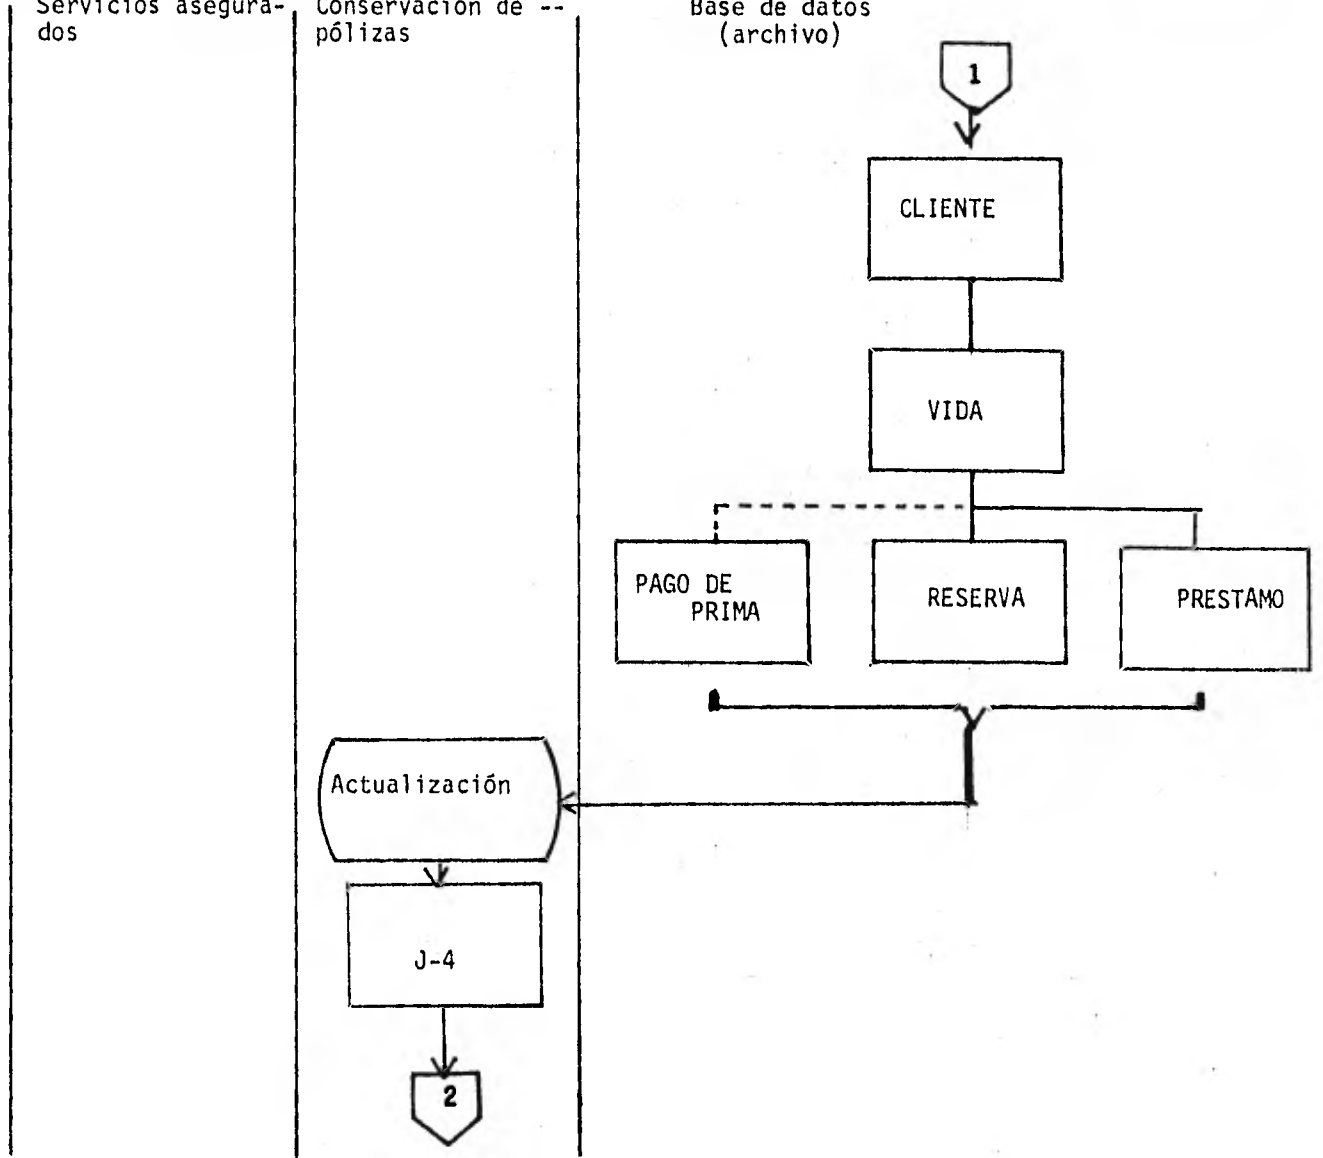 Servicios asegura-
dos
Conservación de --
pólizas
Base de datos
(archivo)
1
CLIENTE
VIDA
PAGO DE
PRIMA
RESERVA
PRESTAMO
Actualización
J-4
2